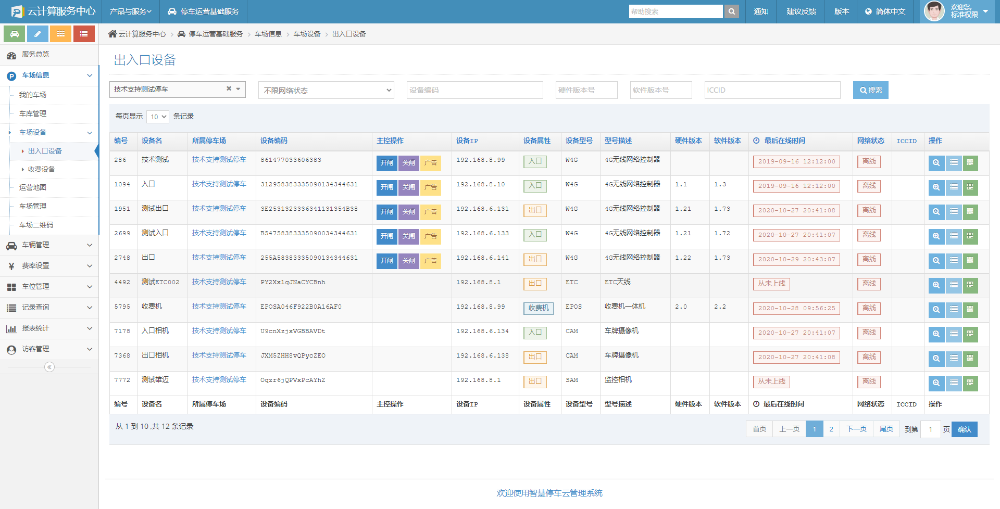 云计算服务中心 产品与服务 停车运营基础服务 帮助搜索 通知 建议反馈 版本 简体中文 欢迎您, 标准权限
云计算服务中心 停车运营基础服务 车场信息 车场设备 出入口设备
服务总览
车场信息
我的车场
车库管理
车场设备
出入口设备
收费设备
运营地图
车场管理
车场二维码
车辆管理
费率设置
车位管理
记录查询
报表统计
访客管理
出入口设备
技术支持测试停车 不限网络状态 设备编码 硬件版本号 软件版本号 ICCID 搜索
每页显示 10 条记录
编号 设备名 所属停车场 设备编码 主控操作 设备IP 设备属性 设备型号 型号描述 硬件版本 软件版本 最后在线时间 网络状态 ICCID 操作
286 技术测试 技术支持测试停车 861477033606383 开闸 关闸 广告 192.168.8.99 入口 W4G 4G无线网络控制器 2019-09-16 12:12:00 离线
1094 入口 技术支持测试停车 312958383335090134344631 开闸 关闸 广告 192.168.8.10 入口 W4G 4G无线网络控制器 1.1 1.3 2019-09-16 12:12:00 离线
1951 测试出口 技术支持测试停车 3E2531323336341131354B38 开闸 关闸 广告 192.168.6.131 出口 W4G 4G无线网络控制器 1.21 1.73 2020-10-27 20:41:08 离线
2699 测试入口 技术支持测试停车 B54758383335090034344631 开闸 关闸 广告 192.168.6.133 入口 W4G 4G无线网络控制器 1.21 1.72 2020-10-27 20:41:07 离线
2748 出口 技术支持测试停车 255A58383335090134344631 开闸 关闸 广告 192.168.6.141 出口 W4G 4G无线网络控制器 1.22 1.73 2020-10-29 20:43:07 离线
4492 测试ETC002 技术支持测试停车 PY2XxlqJNaCYCBnh 192.168.8.1 出口 ETC ETC天线 从未上线 离线
5795 收费机 技术支持测试停车 EPOSA046F922B0A16AF0 192.168.8.99 收费机 EPOS 收费机一体机 2.0 2.2 2020-10-28 09:56:25 离线
7178 入口相机 技术支持测试停车 U9cnXzjxVGBBAVDt 192.168.6.134 入口 CAM 车牌摄像机 2020-10-27 20:41:07 离线
7368 出口相机 技术支持测试停车 JXM5ZHH8vQPycZEO 192.168.6.138 出口 CAM 车牌摄像机 2020-10-27 20:41:08 离线
7772 测试雄迈 技术支持测试停车 Oqzr6jQPVxPcAYhZ 192.168.8.1 出口 SAM 监控相机 从未上线 离线
编号 设备名 所属停车场 设备编码 主控操作 设备IP 设备属性 设备型号 型号描述 硬件版本 软件版本 最后在线时间 网络状态 ICCID 操作
从 1 到 10 ,共 12 条记录 首页 上一页 1 2 下一页 尾页 到第 1 页 确认
欢迎使用智慧停车云管理系统